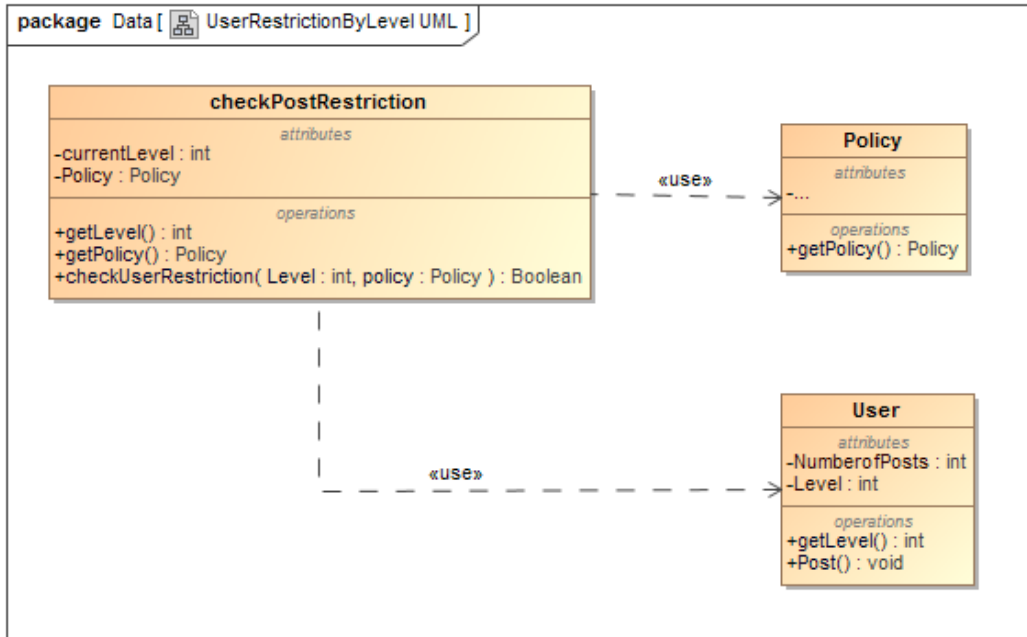 package Data [ UserRestrictionByLevel UML ]
checkPostRestriction
attributes
-currentLevel : int
-Policy : Policy
operations
+getLevel() : int
+getPolicy() : Policy
+checkUserRestriction( Level : int, policy : Policy ) : Boolean
«use»
Policy
attributes
-...
operations
+getPolicy() : Policy
«use»
User
attributes
-NumberofPosts : int
-Level : int
operations
+getLevel() : int
+Post() : void